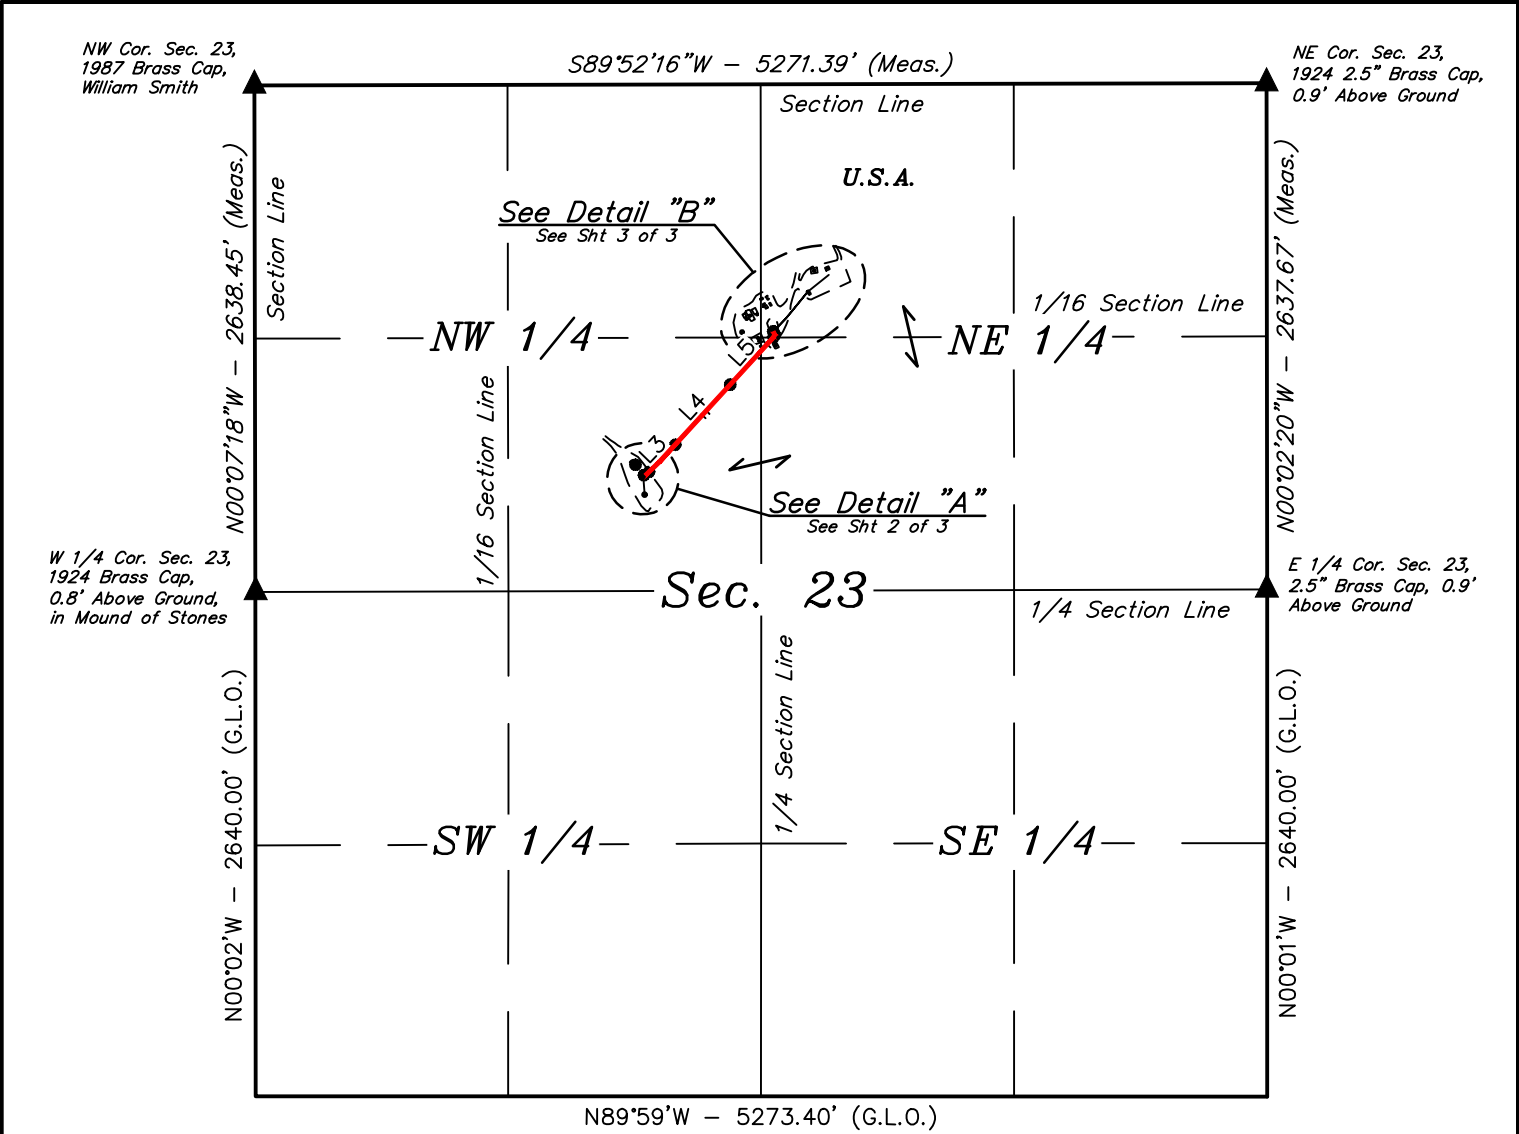 NW Cor. Sec. 23,
1987 Brass Cap,
William Smith
S89°52'16"W - 5271.39' (Meas.)
NE Cor. Sec. 23,
1924 2.5" Brass Cap,
0.9' Above Ground
Section Line
N00°07'18"W - 2638.45' (Meas.)
Section Line
U.S.A.
N00°02'20"W - 2637.67' (Meas.)
See Detail "B"
See Sht 3 of 3
1/16 Section Line
NW 1/4
NE 1/4
L5
L4
L3
1/16 Section Line
See Detail "A"
See Sht 2 of 3
W 1/4 Cor. Sec. 23,
1924 Brass Cap,
0.8' Above Ground,
in Mound of Stones
Sec. 23
E 1/4 Cor. Sec. 23,
2.5" Brass Cap, 0.9'
Above Ground
1/4 Section Line
1/4 Section Line
N00°02'W - 2640.00' (G.L.O.)
N00°01'W - 2640.00' (G.L.O.)
SW 1/4
SE 1/4
N89°59'W - 5273.40' (G.L.O.)